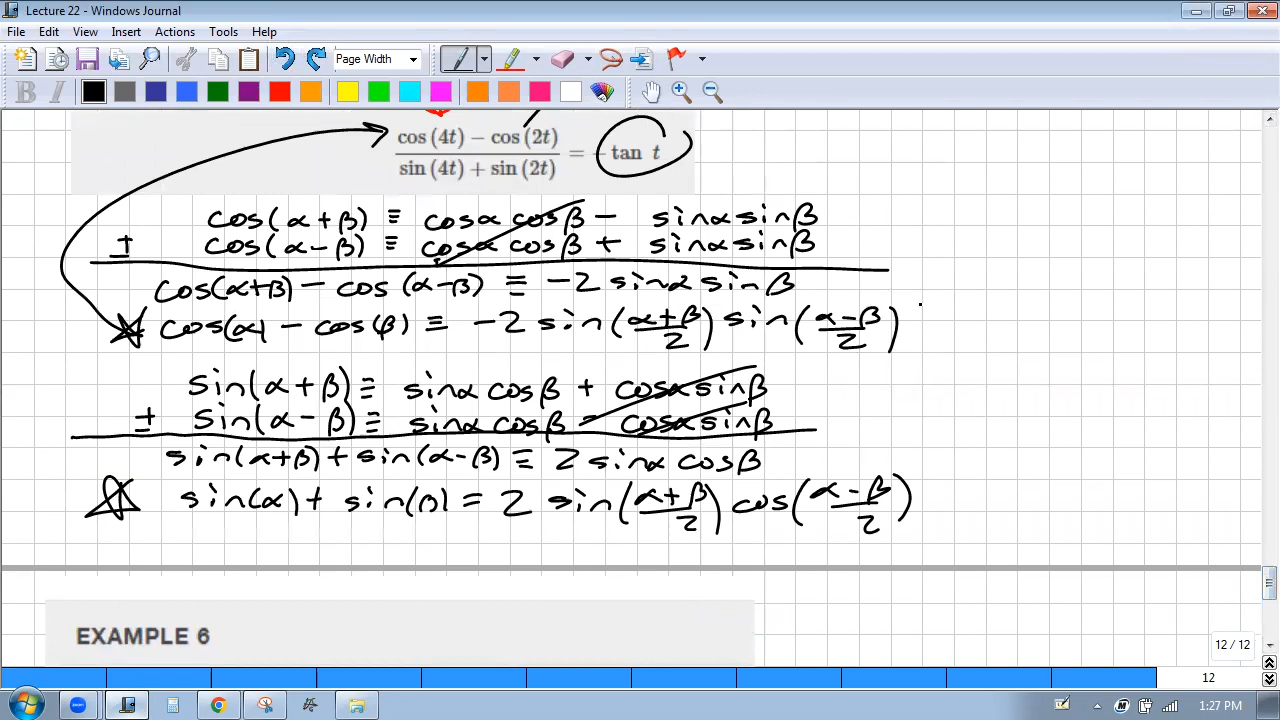 Lecture 22 - Windows Journal
File Edit View Insert Actions Tools Help
Page Width
B I
cos (4t) − cos (2t)
sin (4t) + sin (2t)
= − tan t
cos(α+β) ≡ cosα cosβ − sinα sinβ
± cos(α−β) ≡ cosα cosβ + sinα sinβ
cos(α+β) − cos(α−β) ≡ −2 sinα sinβ
cos(α) − cos(β) ≡ −2 sin(α+β/2) sin(α−β/2)
sin(α+β) ≡ sinα cosβ + cosα sinβ
± sin(α−β) ≡ sinα cosβ − cosα sinβ
sin(α+β) + sin(α−β) ≡ 2 sinα cosβ
sin(α) + sin(β) = 2 sin(α+β/2) cos(α−β/2)
EXAMPLE 6
12 / 12
12
1:27 PM